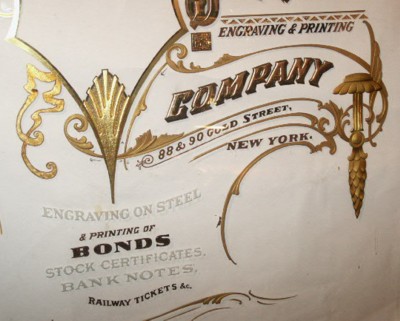 ENGRAVING & PRINTING
COMPANY
88 & 90 GOLD STREET,
NEW YORK.
ENGRAVING ON STEEL
& PRINTING OF
BONDS
STOCK CERTIFICATES,
BANK NOTES,
RAILWAY TICKETS &c.